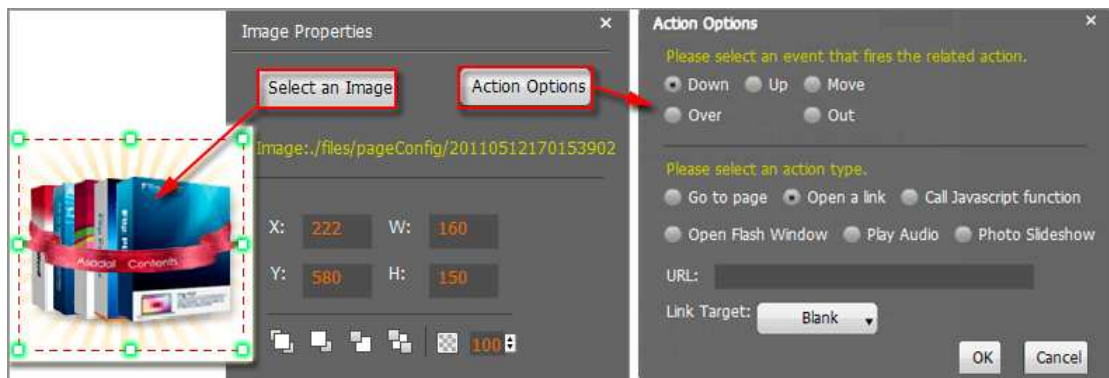 Image Properties
×
Select an Image
Action Options
Image:./files/pageConfig/20110512170153902
X: 222 W: 160
Y: 580 H: 150
100
Contents
Action Options
×
Please select an event that fires the related action.
Down Up Move
Over Out
Please select an action type.
Go to page Open a link Call Javascript function
Open Flash Window Play Audio Photo Slideshow
URL:
Link Target: Blank
OK Cancel